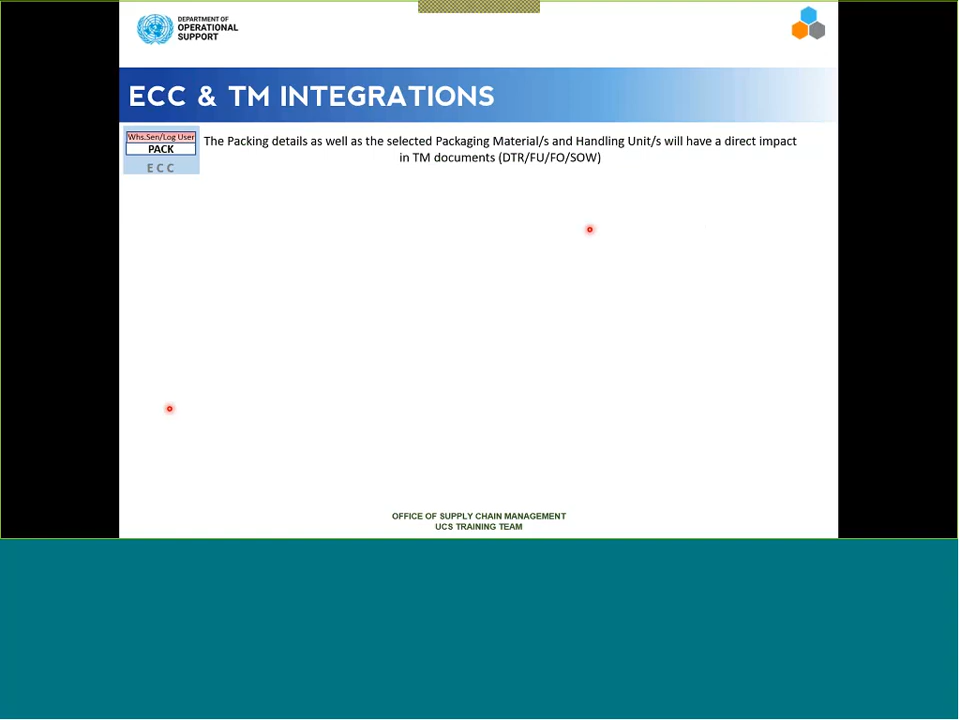 DEPARTMENT OF
OPERATIONAL
SUPPORT
ECC & TM INTEGRATIONS
Whs.Sen/Log User
PACK
ECC
The Packing details as well as the selected Packaging Material/s and Handling Unit/s will have a direct impact
in TM documents (DTR/FU/FO/SOW)
OFFICE OF SUPPLY CHAIN MANAGEMENT
UCS TRAINING TEAM